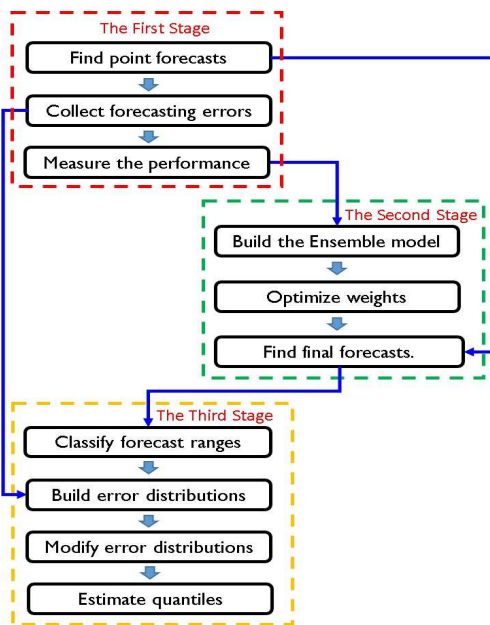 The First Stage
Find point forecasts
Collect forecasting errors
Measure the performance
The Second Stage
Build the Ensemble model
Optimize weights
Find final forecasts.
The Third Stage
Classify forecast ranges
Build error distributions
Modify error distributions
Estimate quantiles